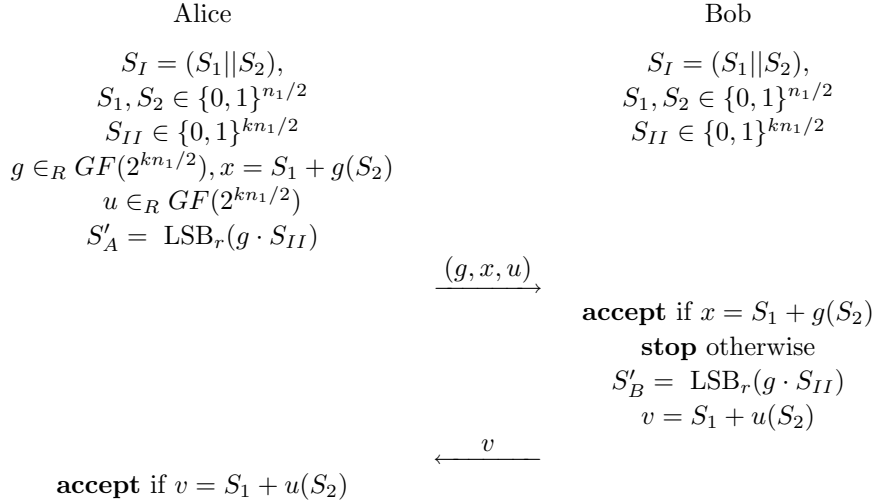 Alice Bob
S_I = (S_1||S_2), S_I = (S_1||S_2),
S_1, S_2 ∈ {0, 1}^{n_1/2} S_1, S_2 ∈ {0, 1}^{n_1/2}
S_{II} ∈ {0, 1}^{kn_1/2} S_{II} ∈ {0, 1}^{kn_1/2}
g ∈_R GF(2^{kn_1/2}), x = S_1 + g(S_2)
u ∈_R GF(2^{kn_1/2})
S'_A = LSB_r(g · S_{II})
(g, x, u)
accept if x = S_1 + g(S_2)
stop otherwise
S'_B = LSB_r(g · S_{II})
v = S_1 + u(S_2)
v
accept if v = S_1 + u(S_2)